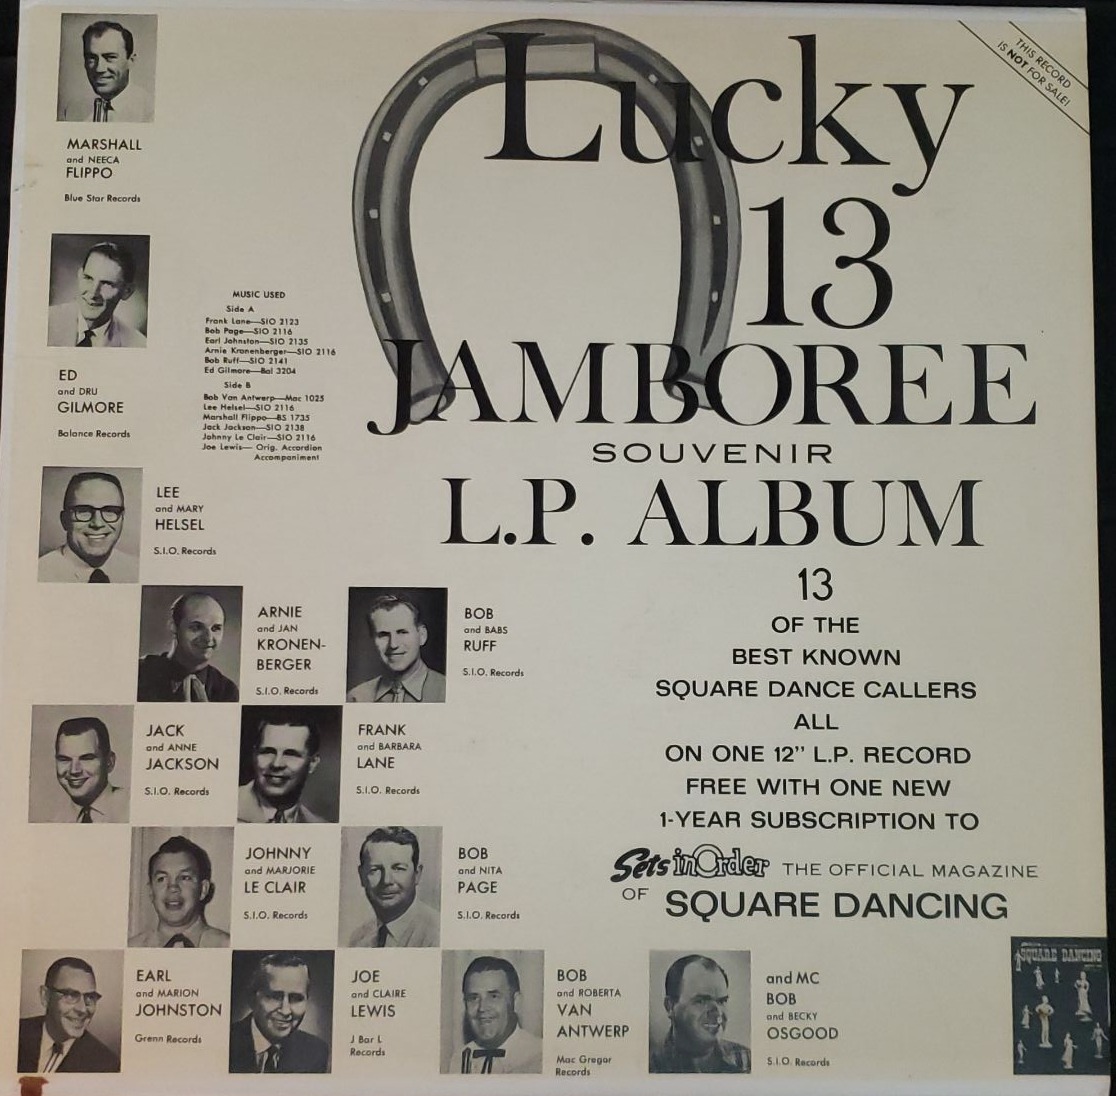 THIS RECORD
IS NOT FOR SALE!
Lucky
13
JAMBOREE
SOUVENIR
L.P. ALBUM
13
OF THE
BEST KNOWN
SQUARE DANCE CALLERS
ALL
ON ONE 12" L.P. RECORD
FREE WITH ONE NEW
1-YEAR SUBSCRIPTION TO
Sets in Order THE OFFICIAL MAGAZINE
OF SQUARE DANCING
MARSHALL
and NEECA
FLIPPO
Blue Star Records
ED
and DRU
GILMORE
Balance Records
MUSIC USED
Side A
Frank Lane—SIO 2123
Bob Page—SIO 2116
Earl Johnston—SIO 2135
Arnie Kronenberger—SIO 2116
Bob Ruff—SIO 2141
Ed Gilmore—Bal 3204
Side B
Bob Van Antwerp—Mac 1025
Lee Helsel—SIO 2116
Marshall Flippo—BS 1735
Jack Jackson—SIO 2138
Johnny Le Clair—SIO 2116
Joe Lewis— Orig. Accordion
Accompaniment
LEE
and MARY
HELSEL
S.I.O. Records
ARNIE
and JAN
KRONEN-
BERGER
S.I.O. Records
BOB
and BABS
RUFF
S.I.O. Records
JACK
and ANNE
JACKSON
S.I.O. Records
FRANK
and BARBARA
LANE
S.I.O. Records
JOHNNY
and MARJORIE
LE CLAIR
S.I.O. Records
BOB
and NITA
PAGE
S.I.O. Records
EARL
and MARION
JOHNSTON
Grenn Records
JOE
and CLAIRE
LEWIS
J Bar L
Records
BOB
and ROBERTA
VAN
ANTWERP
Mac Gregor
Records
and MC
BOB
and BECKY
OSGOOD
S.I.O. Records
SQUARE DANCING